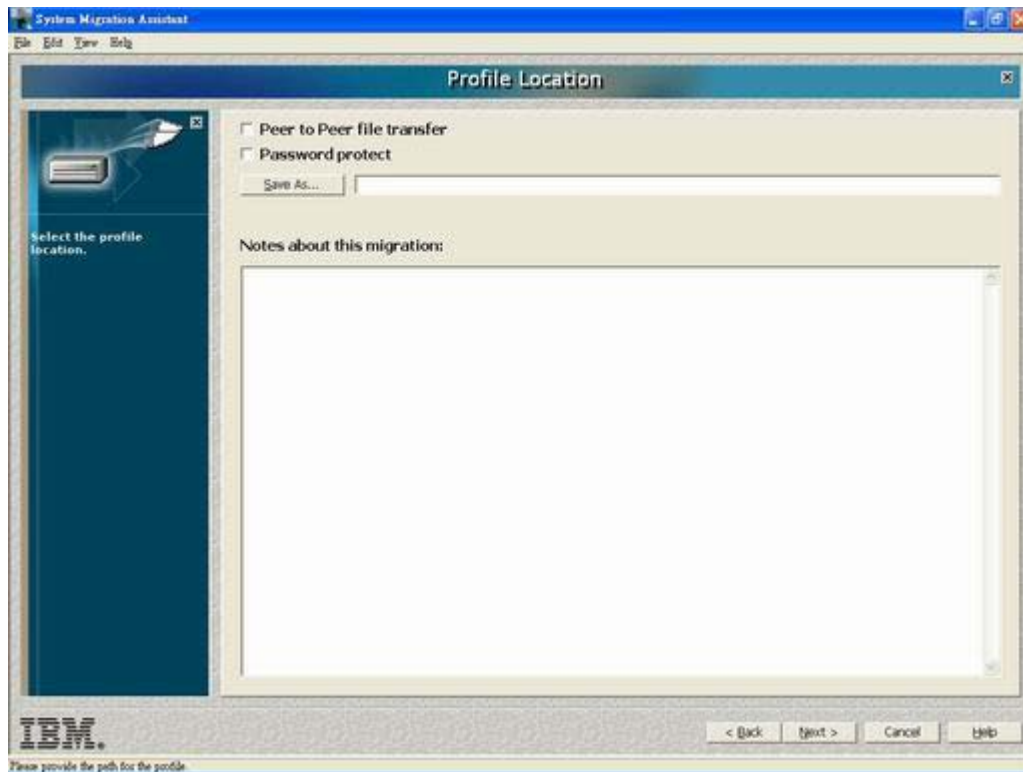 System Migration Assistant
File Edit View Help
Profile Location
Peer to Peer file transfer
Password protect
Save As...
Select the profile
location.
Notes about this migration:
IBM.
< Back Next > Cancel Help
Please provide the path for the profile.